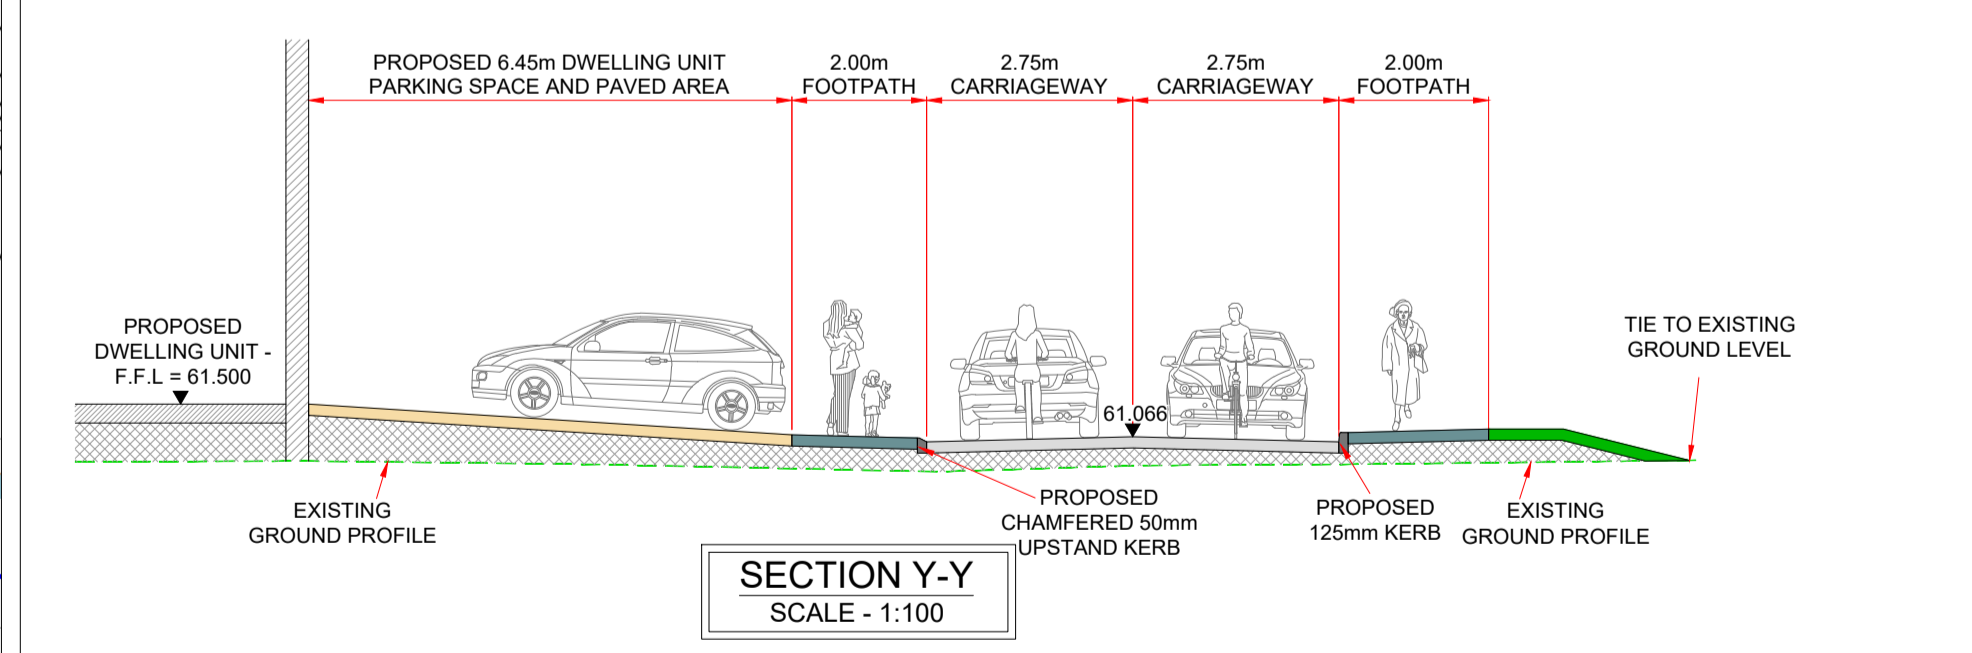 PROPOSED 6.45m DWELLING UNIT
PARKING SPACE AND PAVED AREA
2.00m
FOOTPATH
2.75m
CARRIAGEWAY
2.75m
CARRIAGEWAY
2.00m
FOOTPATH
PROPOSED
DWELLING UNIT -
F.F.L = 61.500
61.066
TIE TO EXISTING
GROUND LEVEL
EXISTING
GROUND PROFILE
PROPOSED
CHAMFERED 50mm
UPSTAND KERB
PROPOSED
125mm KERB
EXISTING
GROUND PROFILE
SECTION Y-Y
SCALE - 1:100